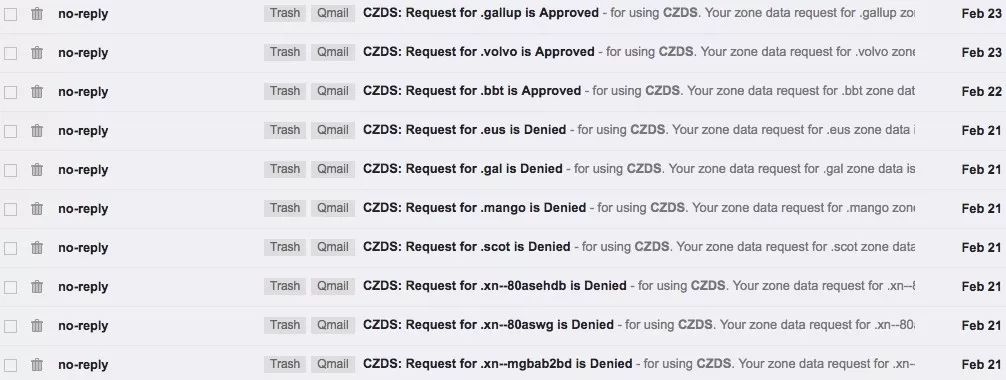 no-reply Trash Qmail CZDS: Request for .gallup is Approved - for using CZDS. Your zone data request for .gallup zo Feb 23
no-reply Trash Qmail CZDS: Request for .volvo is Approved - for using CZDS. Your zone data request for .volvo zone Feb 23
no-reply Trash Qmail CZDS: Request for .bbt is Approved - for using CZDS. Your zone data request for .bbt zone dat Feb 22
no-reply Trash Qmail CZDS: Request for .eus is Denied - for using CZDS. Your zone data request for .eus zone data i Feb 21
no-reply Trash Qmail CZDS: Request for .gal is Denied - for using CZDS. Your zone data request for .gal zone data is Feb 21
no-reply Trash Qmail CZDS: Request for .mango is Denied - for using CZDS. Your zone data request for .mango zone Feb 21
no-reply Trash Qmail CZDS: Request for .scot is Denied - for using CZDS. Your zone data request for .scot zone data Feb 21
no-reply Trash Qmail CZDS: Request for .xn--80asehdb is Denied - for using CZDS. Your zone data request for .xn--8 Feb 21
no-reply Trash Qmail CZDS: Request for .xn--80aswg is Denied - for using CZDS. Your zone data request for .xn--80 Feb 21
no-reply Trash Qmail CZDS: Request for .xn--mgbab2bd is Denied - for using CZDS. Your zone data request for .xn- Feb 21